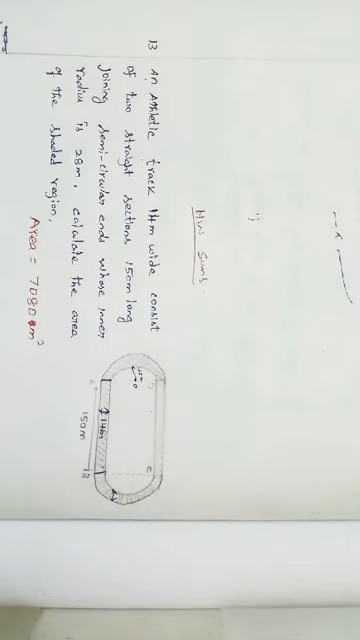 Hw Sums.
13 An Athletic track 14m wide consist
of two straight sections 150m long
joining semi-circular ends whose inner
radius is 28m. calculate the area
of the shaded region.
Area = 7080 m²
14m
150m
A
B
C
D
O